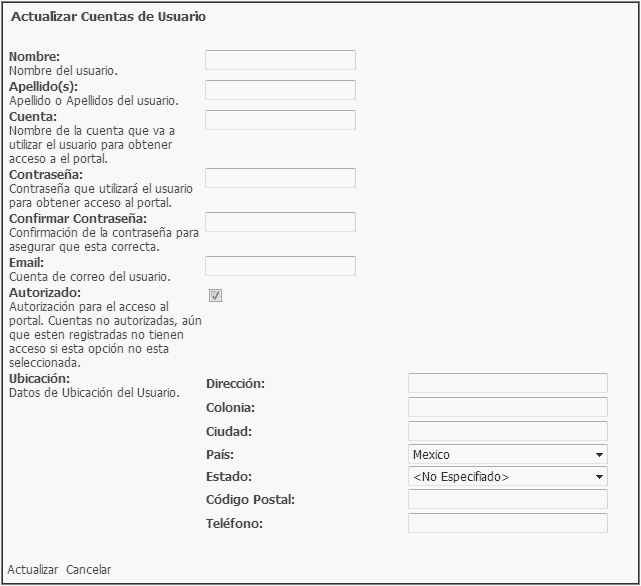 Actualizar Cuentas de Usuario
Nombre:
Nombre del usuario.
Apellido(s):
Apellido o Apellidos del usuario.
Cuenta:
Nombre de la cuenta que va a
utilizar el usuario para obtener
acceso a el portal.
Contraseña:
Contraseña que utilizará el usuario
para obtener acceso al portal.
Confirmar Contraseña:
Confirmación de la contraseña para
asegurar que esta correcta.
Email:
Cuenta de correo del usuario.
Autorizado:
Autorización para el acceso al
portal. Cuentas no autorizadas, aún
que esten registradas no tienen
acceso si esta opción no esta
seleccionada.
Ubicación:
Datos de Ubicación del Usuario.
Dirección:
Colonia:
Ciudad:
País: Mexico
Estado: <No Especifiado>
Código Postal:
Teléfono:
Actualizar Cancelar